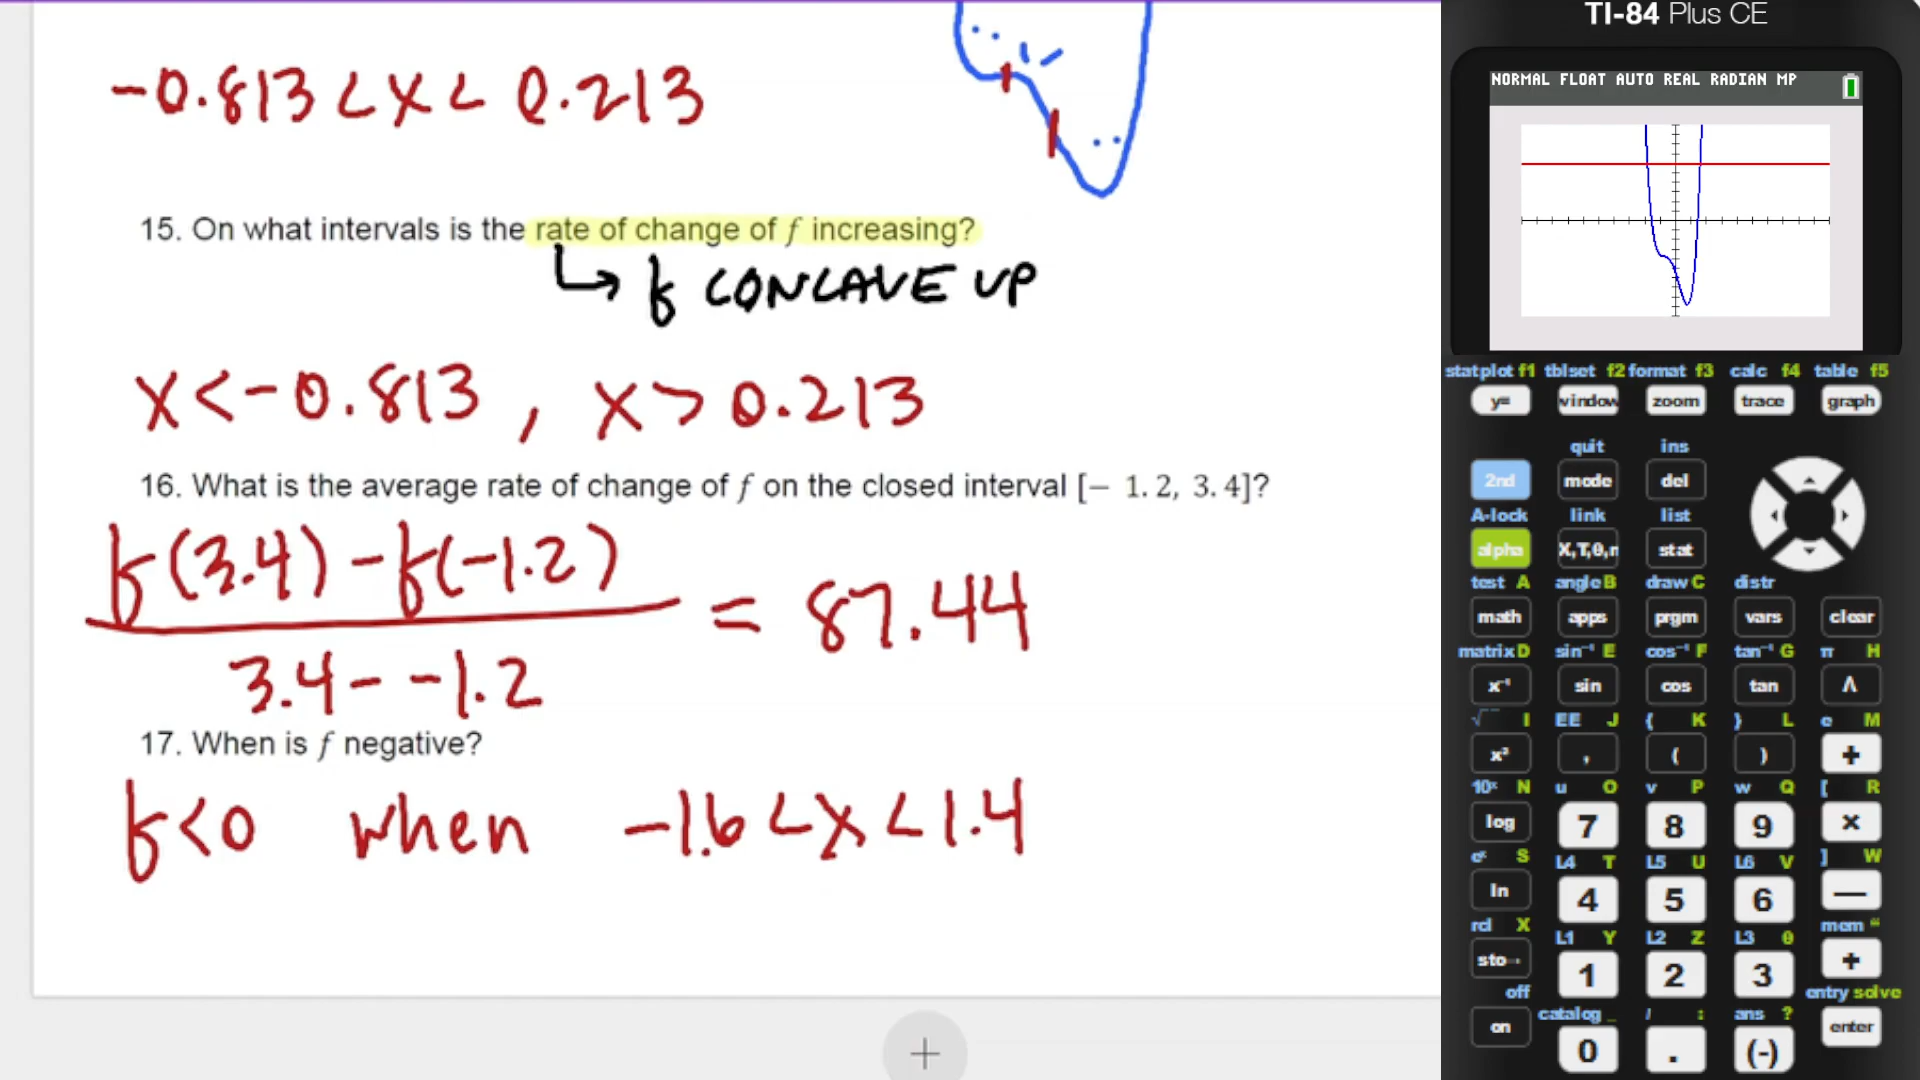 -0.813 < x < 0.213
15. On what intervals is the rate of change of f increasing?
↳ f CONCAVE UP
x < -0.813 , x > 0.213
16. What is the average rate of change of f on the closed interval [− 1.2, 3.4]?
f(3.4) - f(-1.2)
= 87.44
3.4 - -1.2
17. When is f negative?
f<0 when -1.6 < x < 1.4
+
TI-84 Plus CE
NORMAL FLOAT AUTO REAL RADIAN MP
statplot f1 tblset f2 format f3 calc f4 table f5
y= window zoom trace graph
quit ins
2nd mode del
A-lock link list
alpha X,T,θ,n stat
test A angle B draw C distr
math apps prgm vars clear
matrix D sin⁻¹ E cos⁻¹ F tan⁻¹ G π H
x⁻¹ sin cos tan ^
√ I EE J { K } L e M
x² , ( ) ÷
10ˣ N u O v P w Q [ R
log 7 8 9 ×
eˣ S L4 T L5 U L6 V ] W
ln 4 5 6 —
rcl X L1 Y L2 Z L3 θ mem "
sto→ 1 2 3 +
off catalog _ / : ans ? entry solve
on 0 . (-) enter